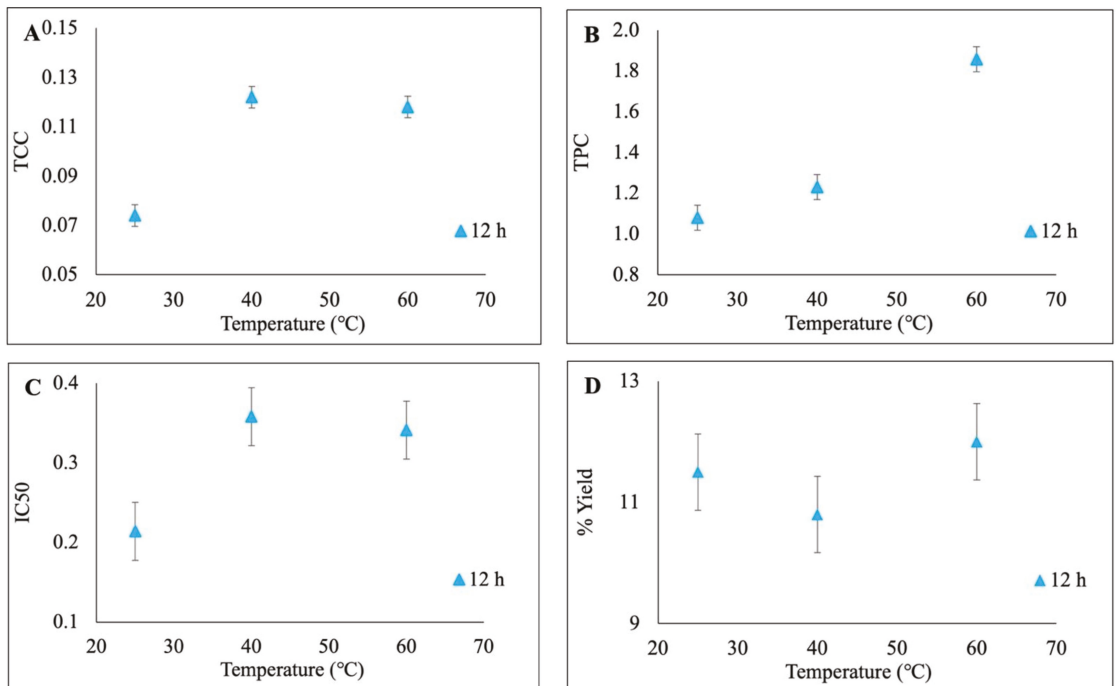 A
0.15
0.13
0.11
0.09
0.07
0.05
TCC
20 30 40 50 60 70
Temperature (°C)
12 h
B
2.0
1.8
1.6
1.4
1.2
1.0
0.8
TPC
20 30 40 50 60 70
Temperature (°C)
12 h
C
0.4
0.3
0.2
0.1
IC50
20 30 40 50 60 70
Temperature (°C)
12 h
D
13
11
9
% Yield
20 30 40 50 60 70
Temperature (°C)
12 h